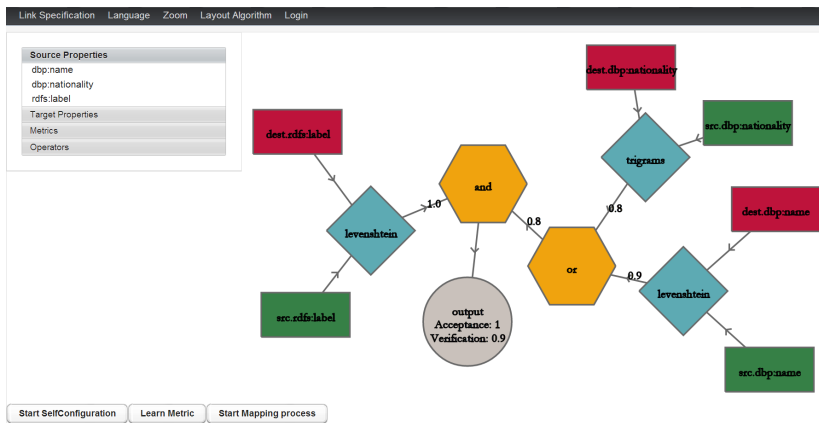 Link Specification Language Zoom Layout Algorithm Login
Source Properties
dbp:name
dbp:nationality
rdfs:label
Target Properties
Metrics
Operators
dest.dbp:nationality
src.dbp:nationality
dest.rdfs:label
trigrams
and
1.0
0.8
0.8
dest.dbp:name
levenshtein
or
0.9
levenshtein
src.rdfs:label
output
Acceptance: 1
Verification: 0.9
src.dbp:name
Start SelfConfiguration Learn Metric Start Mapping process